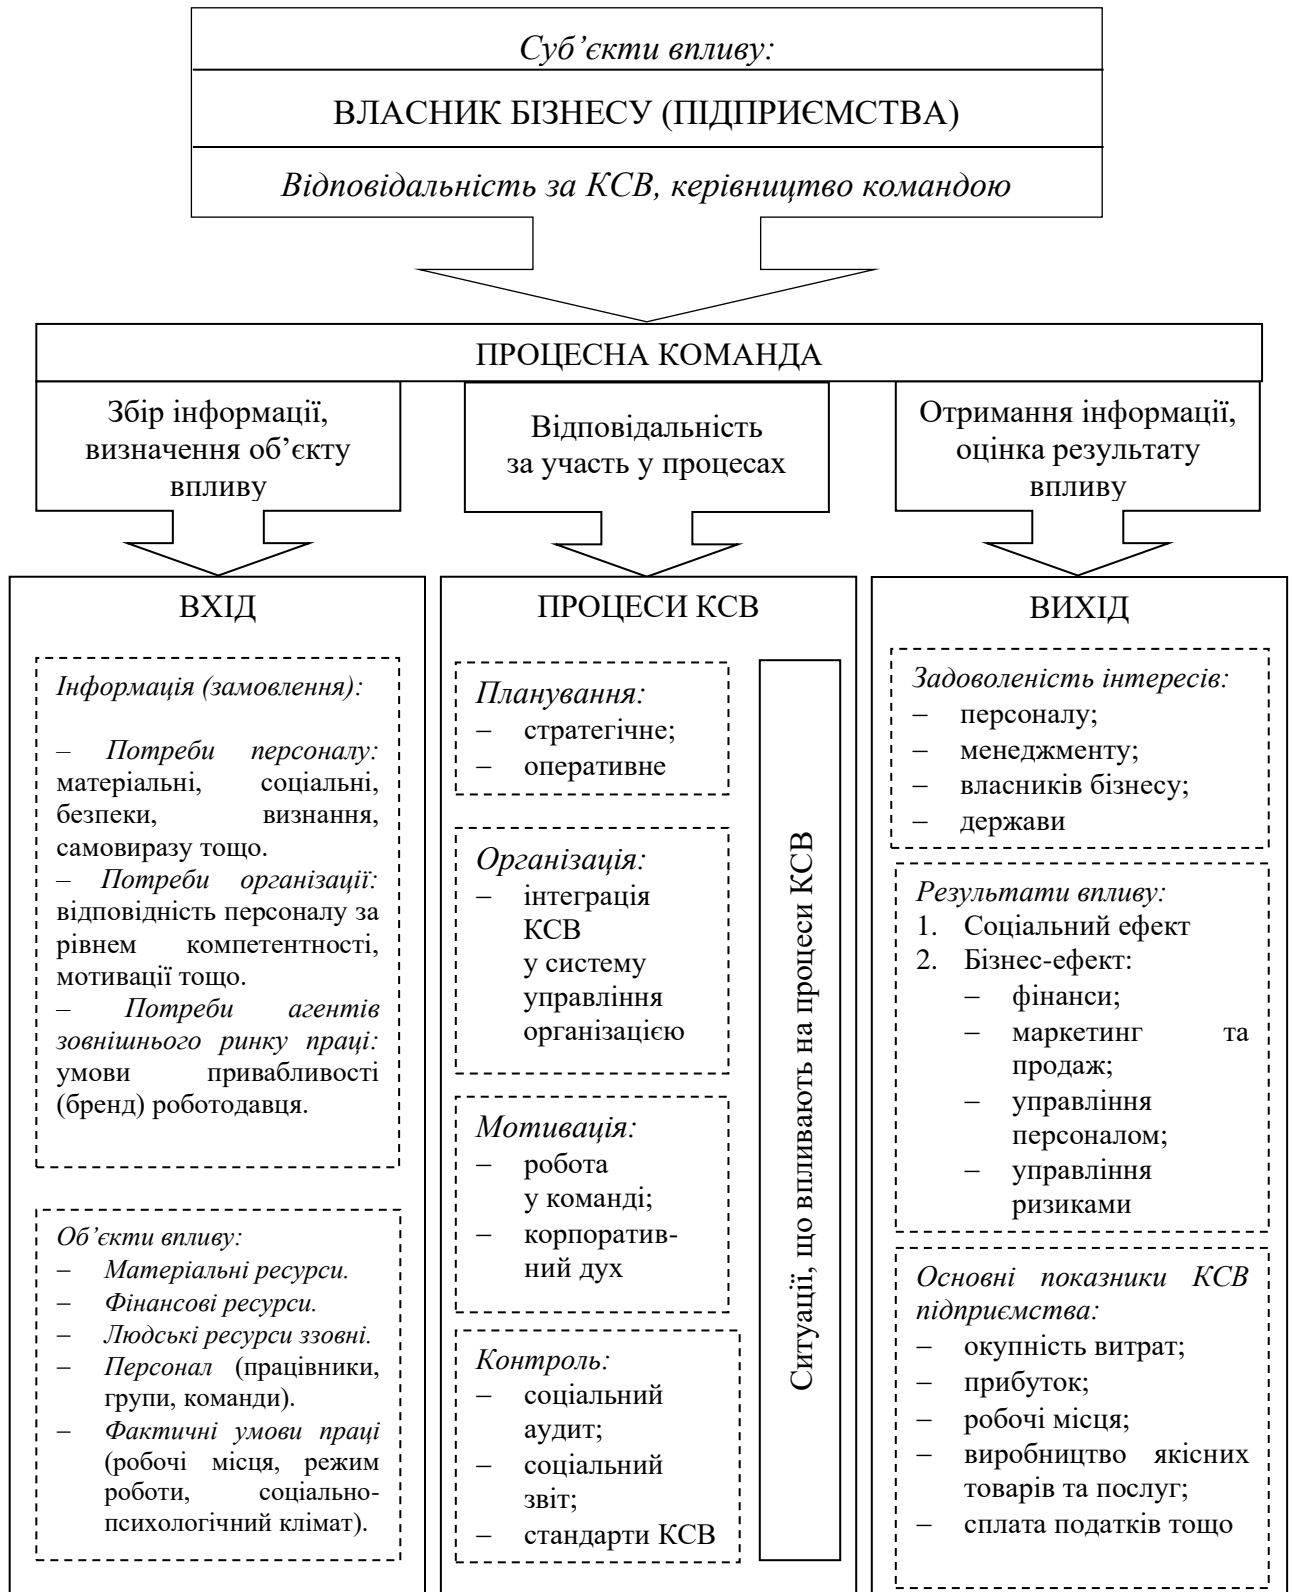 Суб’єкти впливу:
ВЛАСНИК БІЗНЕСУ (ПІДПРИЄМСТВА)
Відповідальність за КСВ, керівництво командою
ПРОЦЕСНА КОМАНДА
Збір інформації,
визначення об’єкту
впливу
Відповідальність
за участь у процесах
Отримання інформації,
оцінка результату
впливу
ВХІД
Інформація (замовлення):
– Потреби персоналу:
матеріальні, соціальні,
безпеки, визнання,
самовиразу тощо.
– Потреби організації:
відповідність персоналу за
рівнем компетентності,
мотивації тощо.
– Потреби агентів
зовнішнього ринку праці:
умови привабливості
(бренд) роботодавця.
Об’єкти впливу:
– Матеріальні ресурси.
– Фінансові ресурси.
– Людські ресурси ззовні.
– Персонал (працівники,
групи, команди).
– Фактичні умови праці
(робочі місця, режим
роботи, соціально-
психологічний клімат).
ПРОЦЕСИ КСВ
Планування:
– стратегічне;
– оперативне
Організація:
– інтеграція
КСВ
у систему
управління
організацією
Мотивація:
– робота
у команді;
– корпоратив-
ний дух
Контроль:
– соціальний
аудит;
– соціальний
звіт;
– стандарти КСВ
Ситуації, що впливають на процеси КСВ
ВИХІД
Задоволеність інтересів:
– персоналу;
– менеджменту;
– власників бізнесу;
– держави
Результати впливу:
1. Соціальний ефект
2. Бізнес-ефект:
– фінанси;
– маркетинг та
продаж;
– управління
персоналом;
– управління
ризиками
Основні показники КСВ
підприємства:
– окупність витрат;
– прибуток;
– робочі місця;
– виробництво якісних
товарів та послуг;
– сплата податків тощо